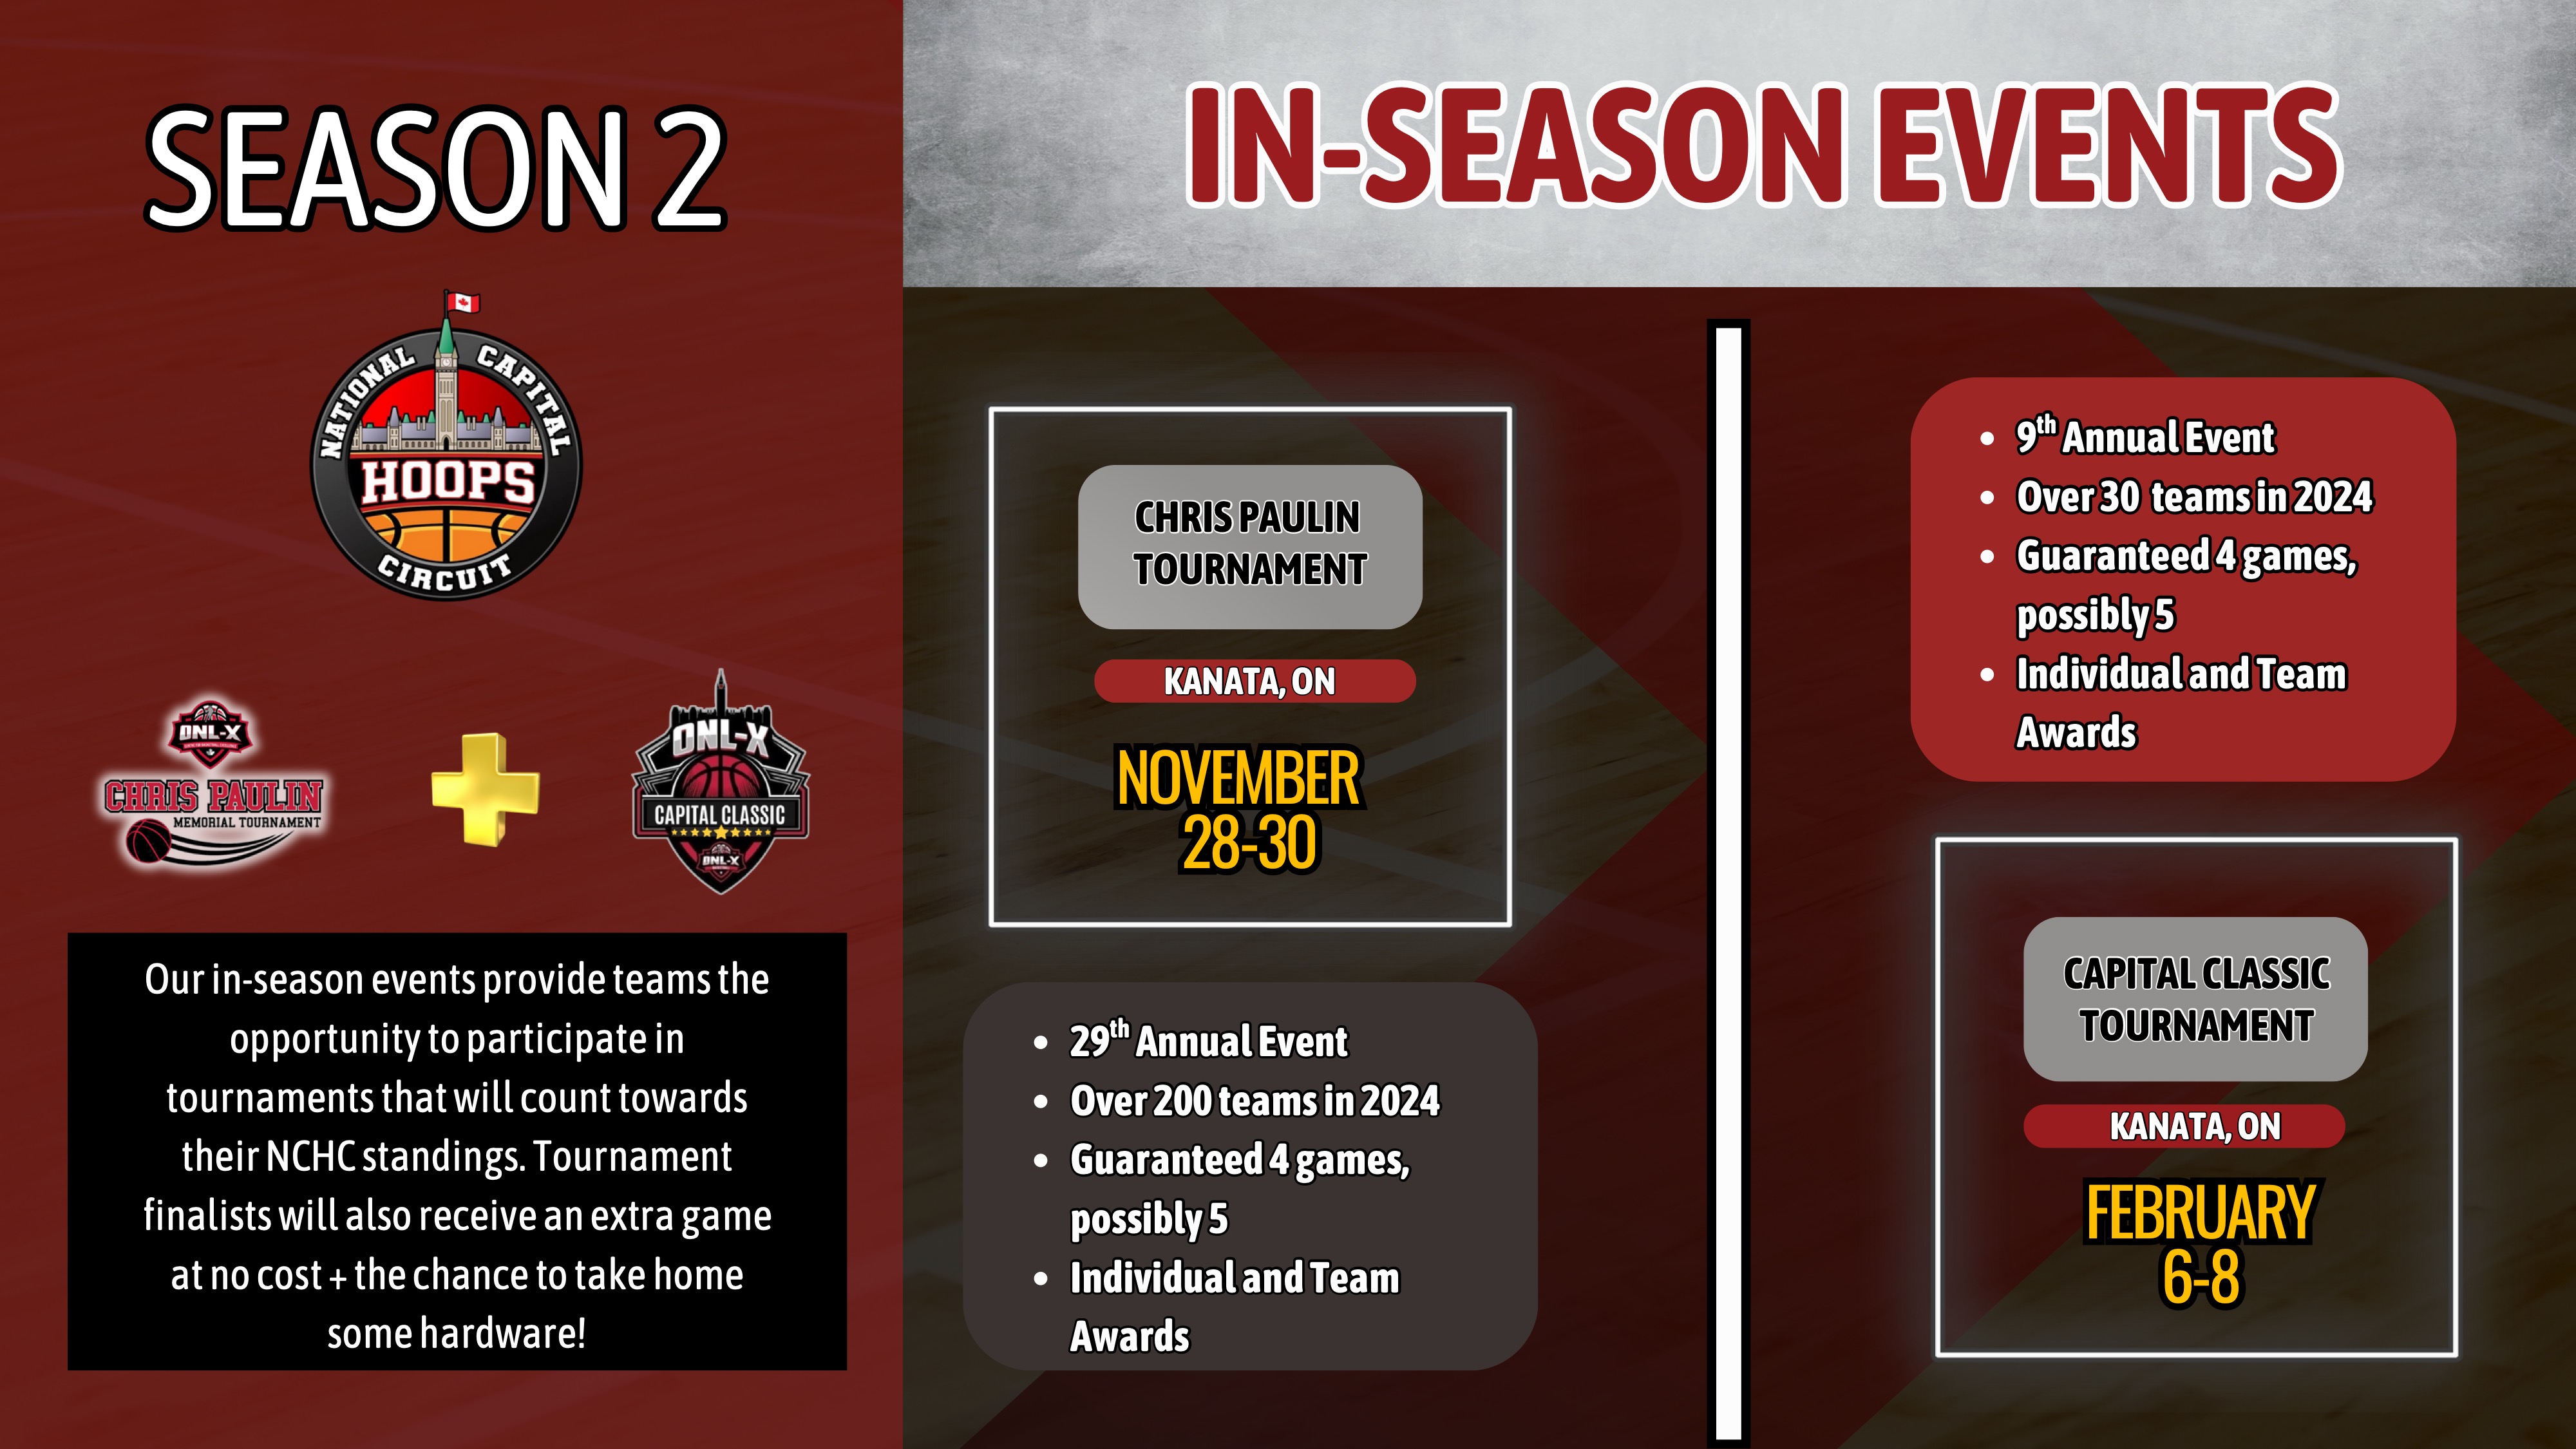 SEASON 2
NATIONAL CAPITAL
HOOPS
CIRCUIT
ONL-X
CHRIS PAULIN
MEMORIAL TOURNAMENT
ONL-X
CAPITAL CLASSIC
ONL-X
Our in-season events provide teams the
opportunity to participate in
tournaments that will count towards
their NCHC standings. Tournament
finalists will also receive an extra game
at no cost + the chance to take home
some hardware!
IN-SEASON EVENTS
CHRIS PAULIN
TOURNAMENT
KANATA, ON
NOVEMBER
28-30
• 29th Annual Event
• Over 200 teams in 2024
• Guaranteed 4 games,
possibly 5
• Individual and Team
Awards
• 9th Annual Event
• Over 30 teams in 2024
• Guaranteed 4 games,
possibly 5
• Individual and Team
Awards
CAPITAL CLASSIC
TOURNAMENT
KANATA, ON
FEBRUARY
6-8